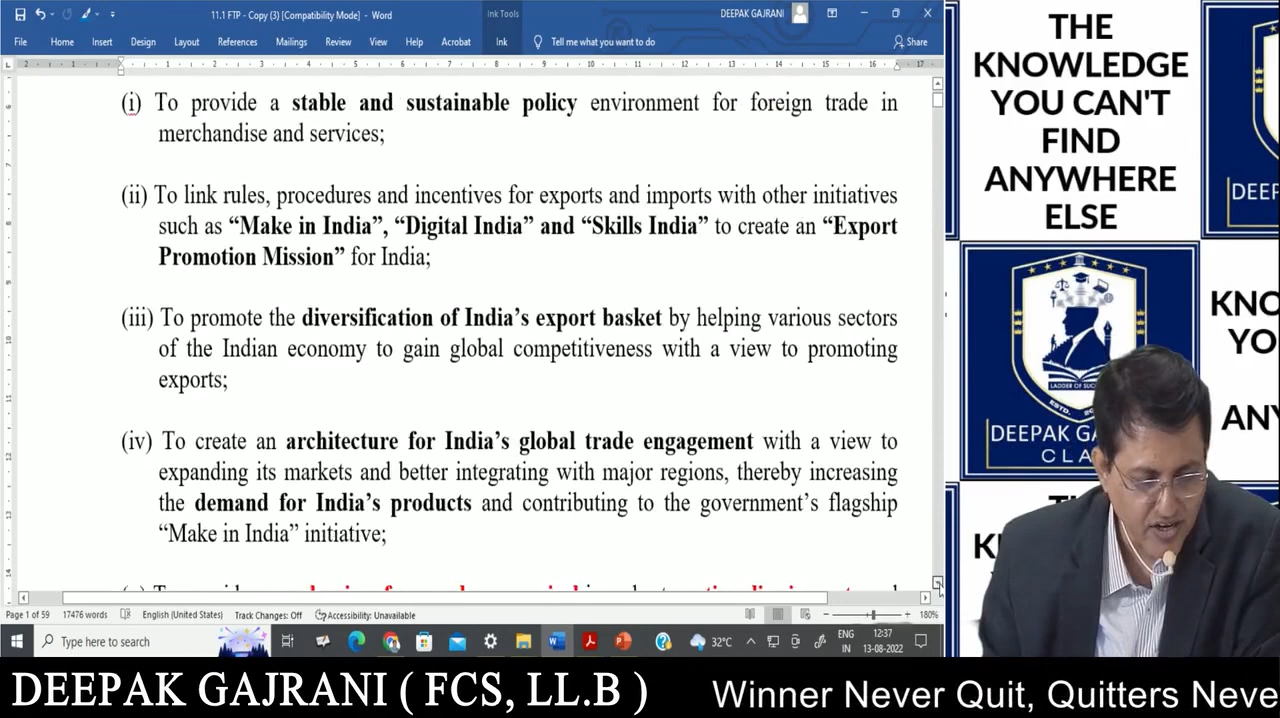 11.1 FTP - Copy (3) [Compatibility Mode] - Word
Ink Tools
DEEPAK GAJRANI
File Home Insert Design Layout References Mailings Review View Help Acrobat Ink Tell me what you want to do Share
(i) To provide a stable and sustainable policy environment for foreign trade in
merchandise and services;
(ii) To link rules, procedures and incentives for exports and imports with other initiatives
such as “Make in India”, “Digital India” and “Skills India” to create an “Export
Promotion Mission” for India;
(iii) To promote the diversification of India’s export basket by helping various sectors
of the Indian economy to gain global competitiveness with a view to promoting
exports;
(iv) To create an architecture for India’s global trade engagement with a view to
expanding its markets and better integrating with major regions, thereby increasing
the demand for India’s products and contributing to the government’s flagship
“Make in India” initiative;
Page 1 of 59 17476 words English (United States) Track Changes: Off Accessibility: Unavailable 180%
Type here to search
32°C
ENG
IN
12:37
13-08-2022
THE
KNOWLEDGE
YOU CAN'T
FIND
ANYWHERE
ELSE
DEEP
LADDER OF SUC
ESTD.
DEEPAK GA
CLA
KNO
YO
ANY
DEEPAK GAJRANI ( FCS, LL.B )
Winner Never Quit, Quitters Neve